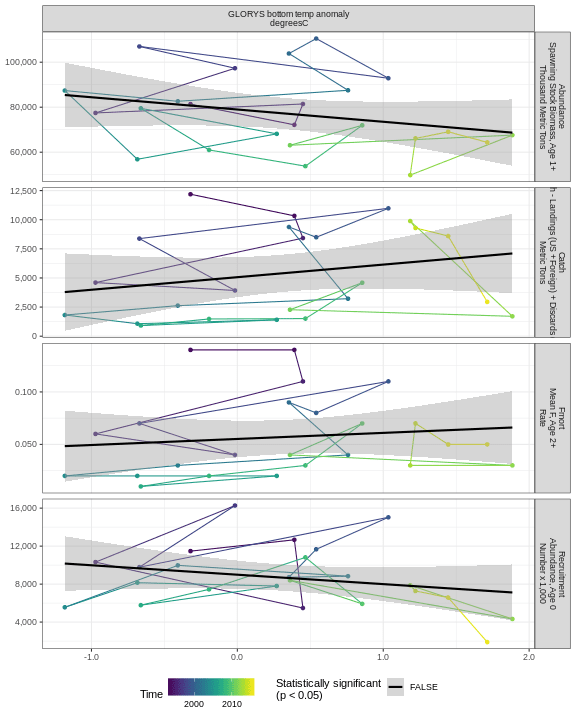 GLORYS bottom temp anomaly
degreesC
100,000
80,000
60,000
Abundance
Spawning Stock Biomass, Age 1+
Thousand Metric Tons
12,500
10,000
7,500
5,000
2,500
0
Catch
h - Landings (US + Foreign) + Discards
Metric Tons
0.100
0.050
Fmort
Mean F, Age 2+
Rate
16,000
12,000
8,000
4,000
Recruitment
Abundance, Age 0
Number x 1,000
-1.0
0.0
1.0
2.0
Time
2000
2010
Statistically significant
(p < 0.05)
FALSE